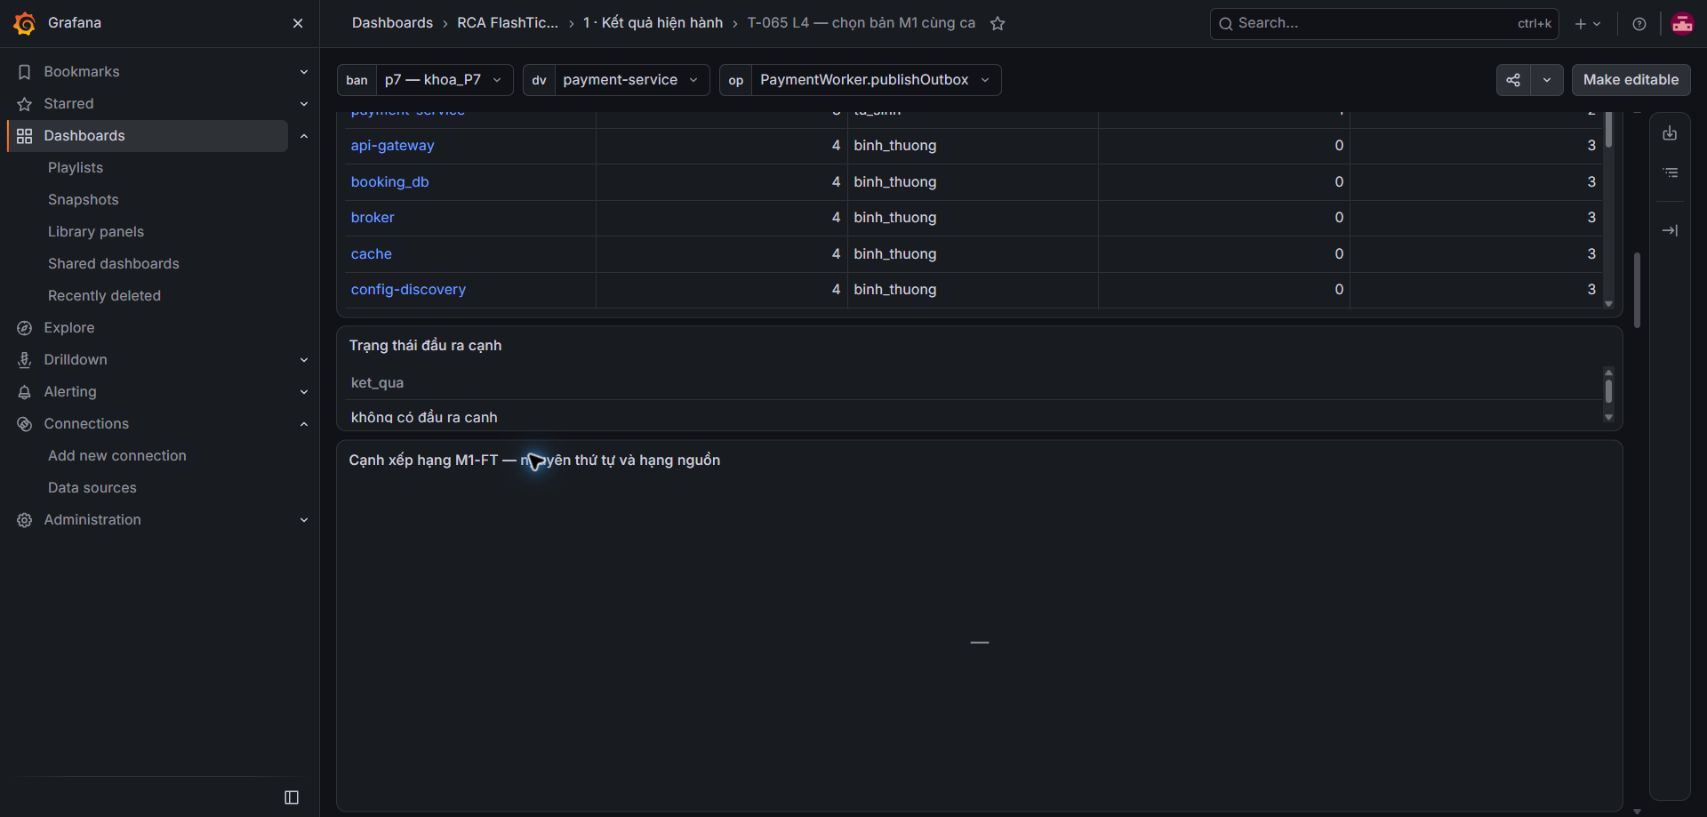 Grafana
Dashboards › RCA FlashTic... › 1 · Kết quả hiện hành › T-065 L4 — chọn bản M1 cùng ca
Search... ctrl+k
Bookmarks
Starred
Dashboards
Playlists
Snapshots
Library panels
Shared dashboards
Recently deleted
Explore
Drilldown
Alerting
Connections
Add new connection
Data sources
Administration
ban p7 — khoa_P7
dv payment-service
op PaymentWorker.publishOutbox
Make editable
payment-service
api-gateway 4 binh_thuong 0 3
booking_db 4 binh_thuong 0 3
broker 4 binh_thuong 0 3
cache 4 binh_thuong 0 3
config-discovery 4 binh_thuong 0 3
Trạng thái đầu ra cạnh
ket_qua
không có đầu ra cạnh
Cạnh xếp hạng M1-FT — nguyên thứ tự và hạng nguồn
—